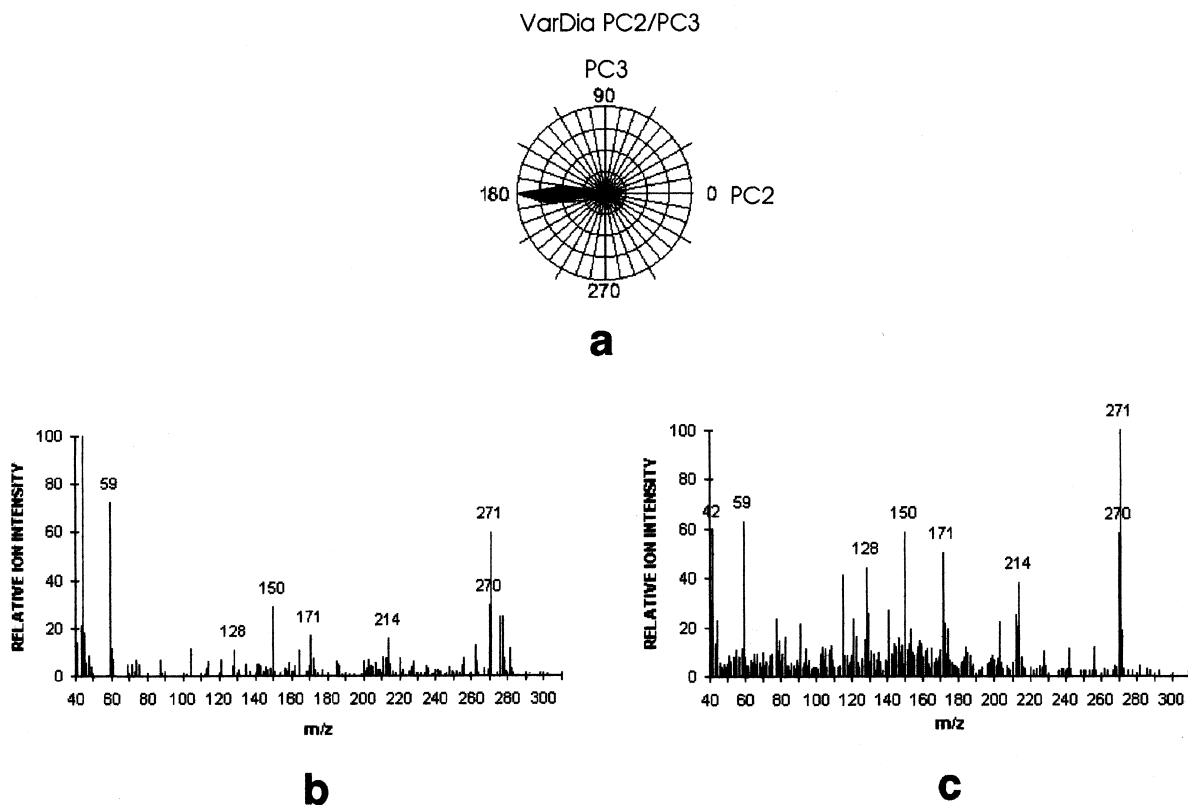 VarDia PC2/PC3
PC3
90
180
0 PC2
270
a
RELATIVE ION INTENSITY
100
80
60
40
20
0
59
128
150
171
214
270
271
40 60 80 100 120 140 160 180 200 220 240 260 280 300
m/z
b
RELATIVE ION INTENSITY
100
80
60
40
20
0
42
59
128
150
171
214
270
271
40 60 80 100 120 140 160 180 200 220 240 260 280 300
m/z
c